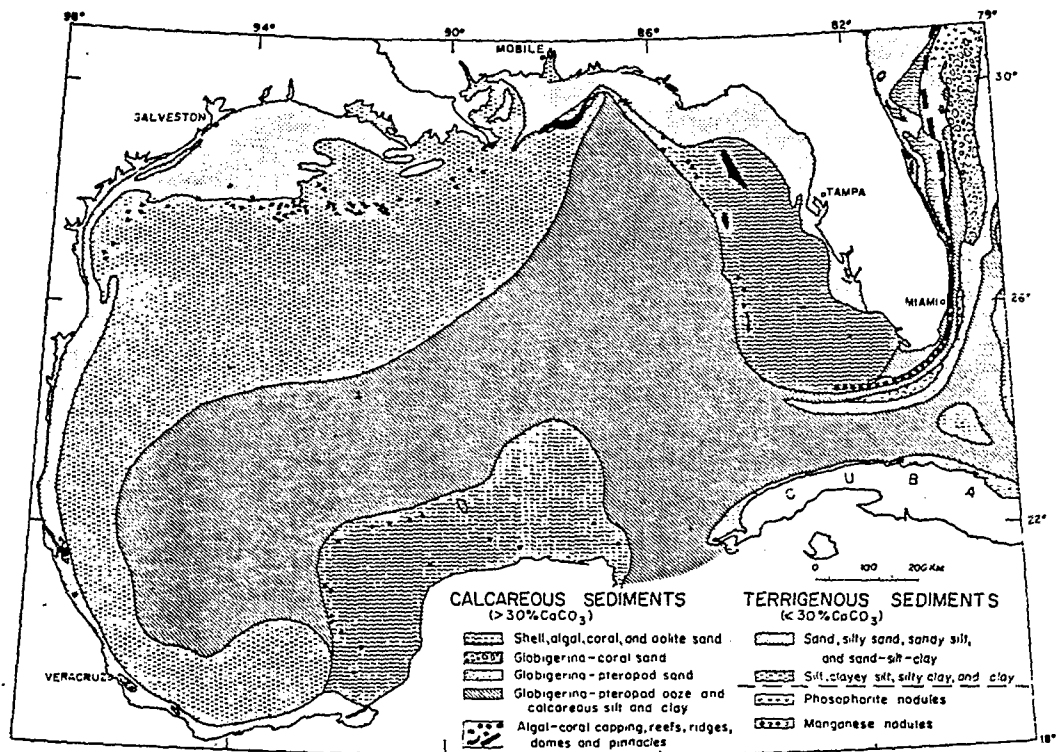 98°
94°
90°
86°
82°
79°
MOBILE
30°
GALVESTON
TAMPA
MIAMI
26°
C U B A
22°
0 100 200 Km
VERACRUZ
18°
CALCAREOUS SEDIMENTS
(>30% CaCO3)
Shell, algal, coral, and oolite sand
Globigerina-coral sand
Globigerina-pteropod sand
Globigerina-pteropod ooze and
calcareous silt and clay
Algal-coral capping, reefs, ridges,
domes and pinnacles
TERRIGENOUS SEDIMENTS
(<30% CaCO3)
Sand, silty sand, sandy silt,
and sand-silt-clay
Silt, clayey silt, silty clay, and clay
Phosphorite nodules
Manganese nodules